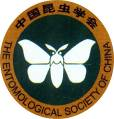 中国昆虫学会
THE ENTOMOLOGICAL SOCIETY OF CHINA